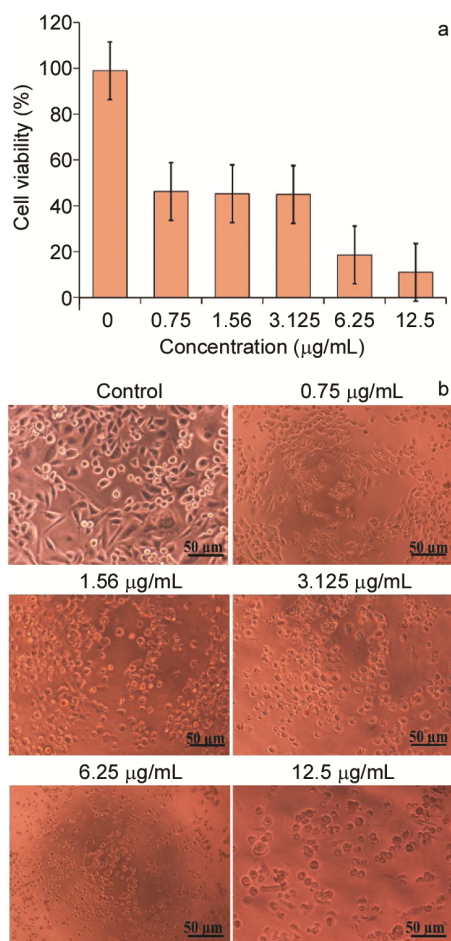 a
120
100
80
60
40
20
0
Cell viability (%)
0 0.75 1.56 3.125 6.25 12.5
Concentration (μg/mL)
b
Control 0.75 μg/mL
50 μm 50 μm
1.56 μg/mL 3.125 μg/mL
50 μm 50 μm
6.25 μg/mL 12.5 μg/mL
50 μm 50 μm